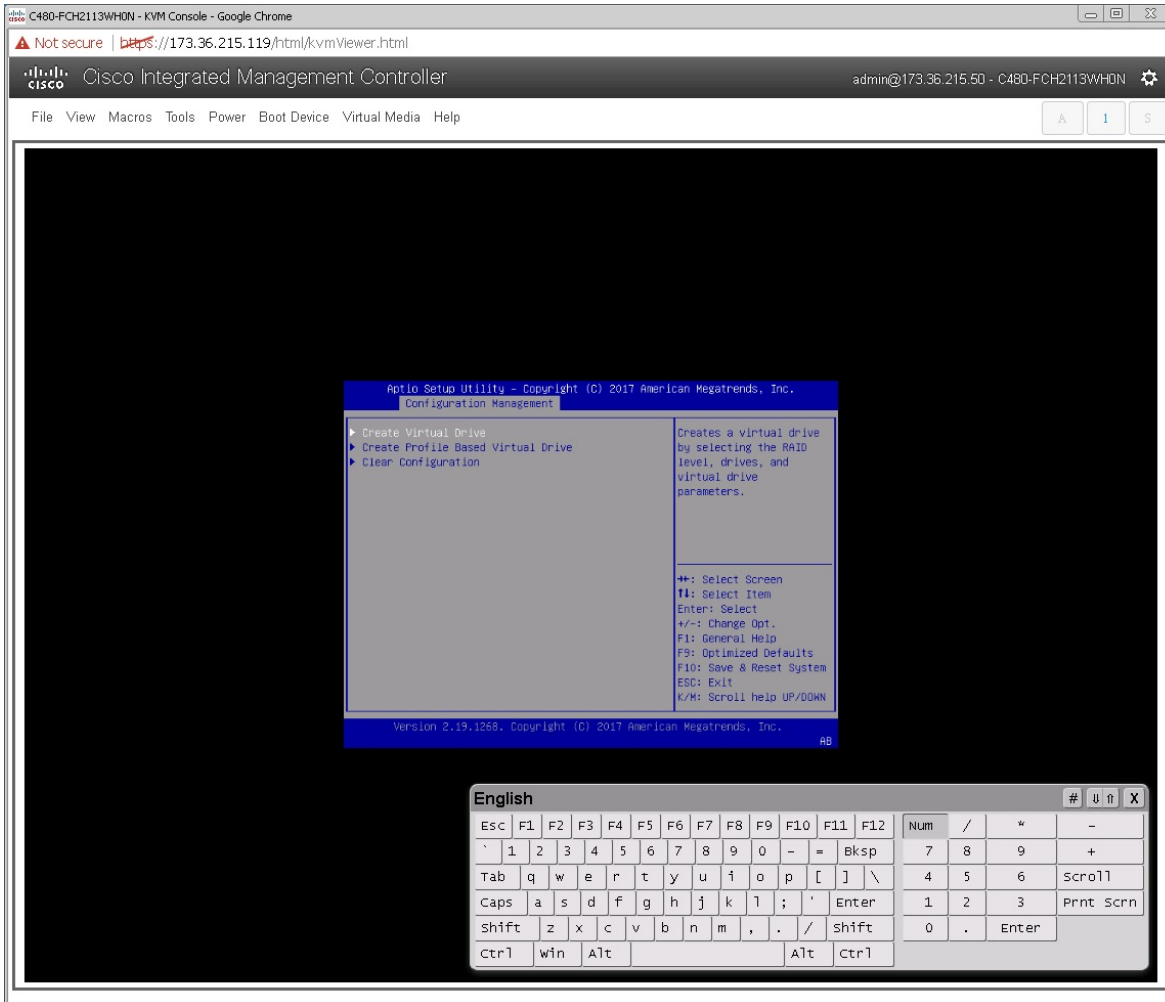 C480-FCH2113WH0N - KVM Console - Google Chrome
Not secure | https://173.36.215.119/html/kvmViewer.html
cisco Cisco Integrated Management Controller admin@173.36.215.50 - C480-FCH2113WH0N
File View Macros Tools Power Boot Device Virtual Media Help A 1 S
Aptio Setup Utility - Copyright (C) 2017 American Megatrends, Inc.
Configuration Management
Create Virtual Drive
Create Profile Based Virtual Drive
Clear Configuration
Creates a virtual drive
by selecting the RAID
level, drives, and
virtual drive
parameters.
→←: Select Screen
↑↓: Select Item
Enter: Select
+/-: Change Opt.
F1: General Help
F9: Optimized Defaults
F10: Save & Reset System
ESC: Exit
K/M: Scroll help UP/DOWN
Version 2.19.1268. Copyright (C) 2017 American Megatrends, Inc.
AB
English # ⇓⇑ X
Esc F1 F2 F3 F4 F5 F6 F7 F8 F9 F10 F11 F12 Num / * -
` 1 2 3 4 5 6 7 8 9 0 - = Bksp 7 8 9 +
Tab q w e r t y u i o p [ ] \ 4 5 6 Scroll
Caps a s d f g h j k l ; ' Enter 1 2 3 Prnt Scrn
Shift z x c v b n m , . / Shift 0 . Enter
Ctrl Win Alt Alt Ctrl